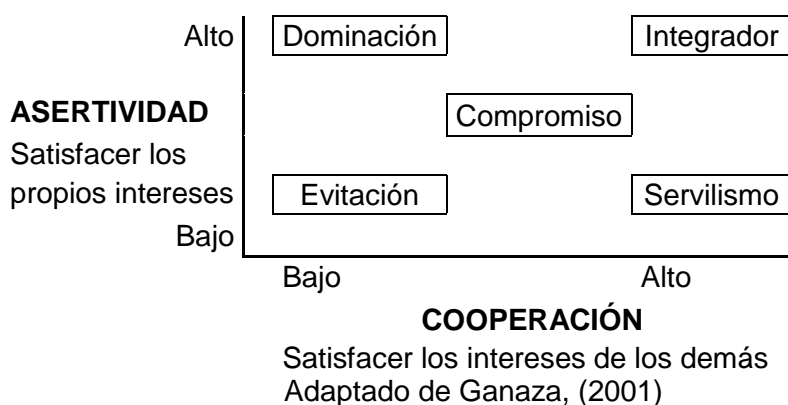 Alto Dominación Integrador
ASERTIVIDAD Compromiso
Satisfacer los
propios intereses Evitación Servilismo
Bajo
Bajo Alto
COOPERACIÓN
Satisfacer los intereses de los demás
Adaptado de Ganaza, (2001)